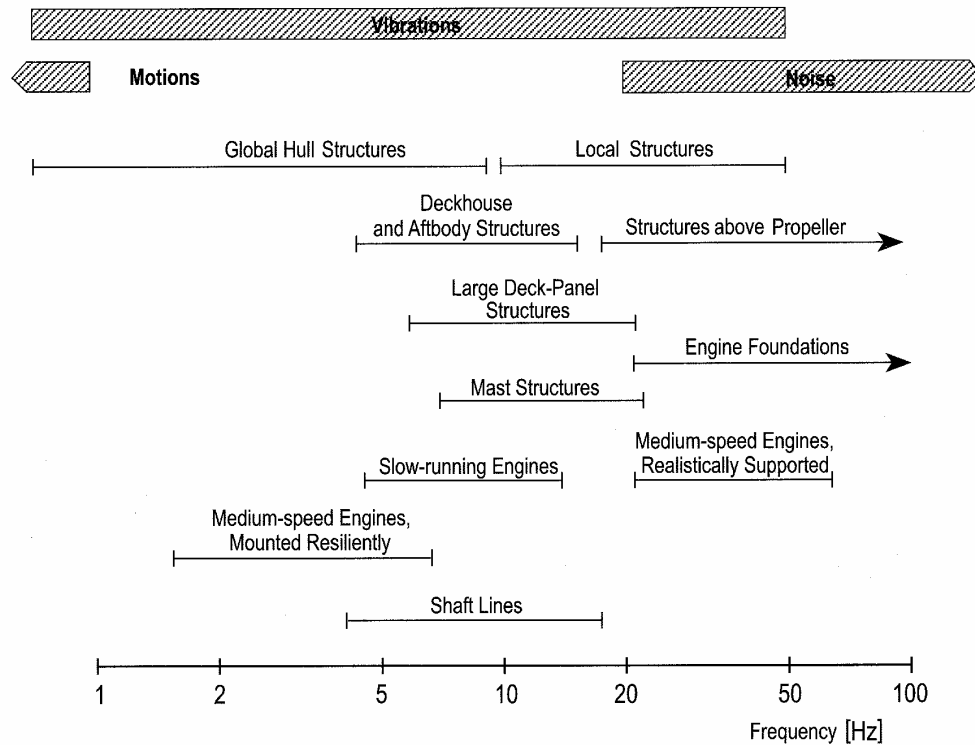 Vibrations
Motions
Noise
Global Hull Structures
Local Structures
Deckhouse
and Aftbody Structures
Structures above Propeller
Large Deck-Panel
Structures
Engine Foundations
Mast Structures
Medium-speed Engines,
Realistically Supported
Slow-running Engines
Medium-speed Engines,
Mounted Resiliently
Shaft Lines
1 2 5 10 20 50 100
Frequency [Hz]